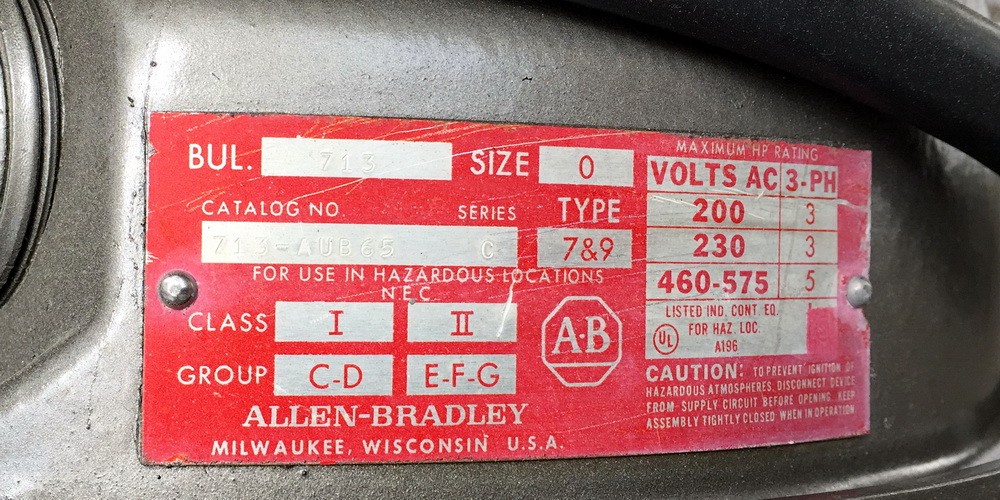 BUL. 713 SIZE 0
CATALOG NO. SERIES TYPE
713-AUB65 C 7&9
FOR USE IN HAZARDOUS LOCATIONS
N E C
CLASS I II
GROUP C-D E-F-G
ALLEN-BRADLEY
MILWAUKEE, WISCONSIN U.S.A.
A-B
MAXIMUM HP RATING
VOLTS AC 3-PH
200 3
230 3
460-575 5
LISTED IND. CONT. EQ.
UL FOR HAZ. LOC.
A196
CAUTION: TO PREVENT IGNITION OF
HAZARDOUS ATMOSPHERES, DISCONNECT DEVICE
FROM SUPPLY CIRCUIT BEFORE OPENING. KEEP
ASSEMBLY TIGHTLY CLOSED WHEN IN OPERATION